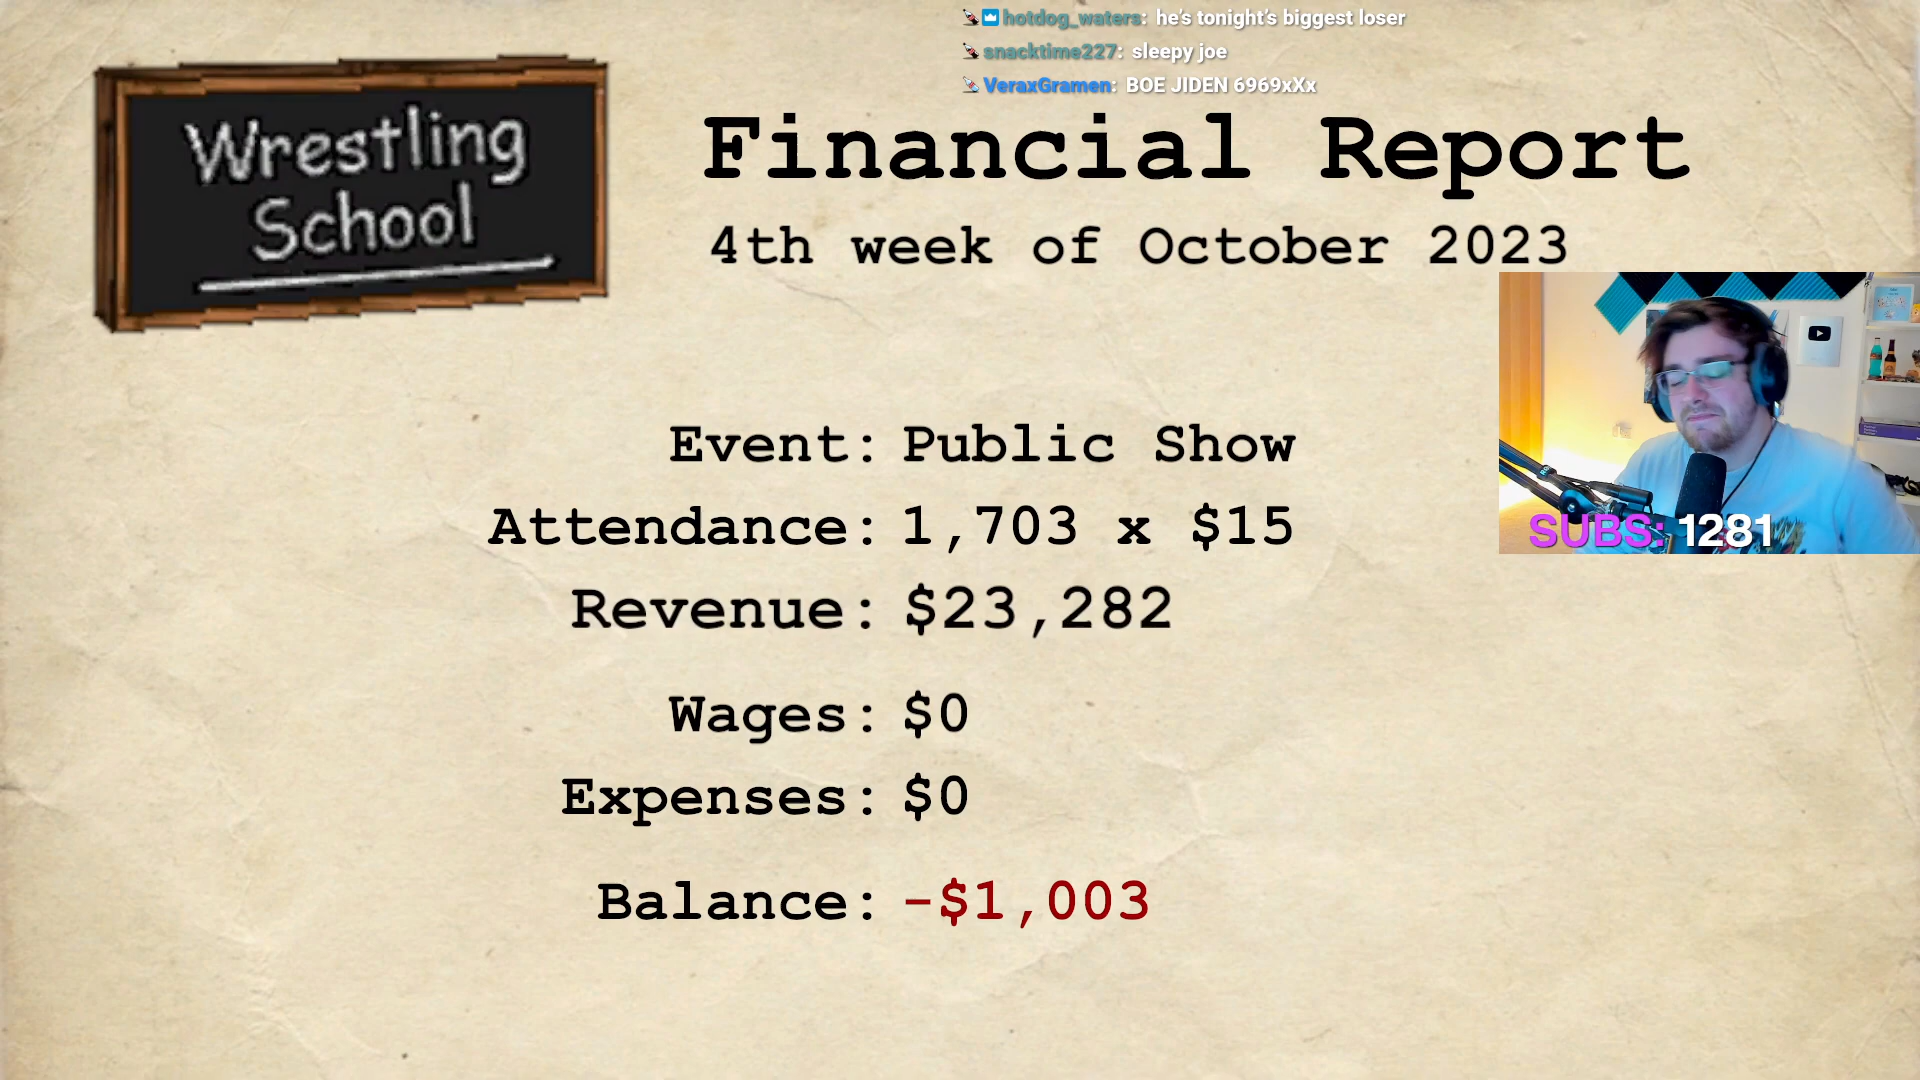 hotdog_waters: he's tonight's biggest loser
snacktime227: sleepy joe
VeraxGramen: BOE JIDEN 6969xXx
Wrestling
School
Financial Report
4th week of October 2023
Event: Public Show
Attendance: 1,703 x $15
Revenue: $23,282
Wages: $0
Expenses: $0
Balance: -$1,003
SUBS: 1281